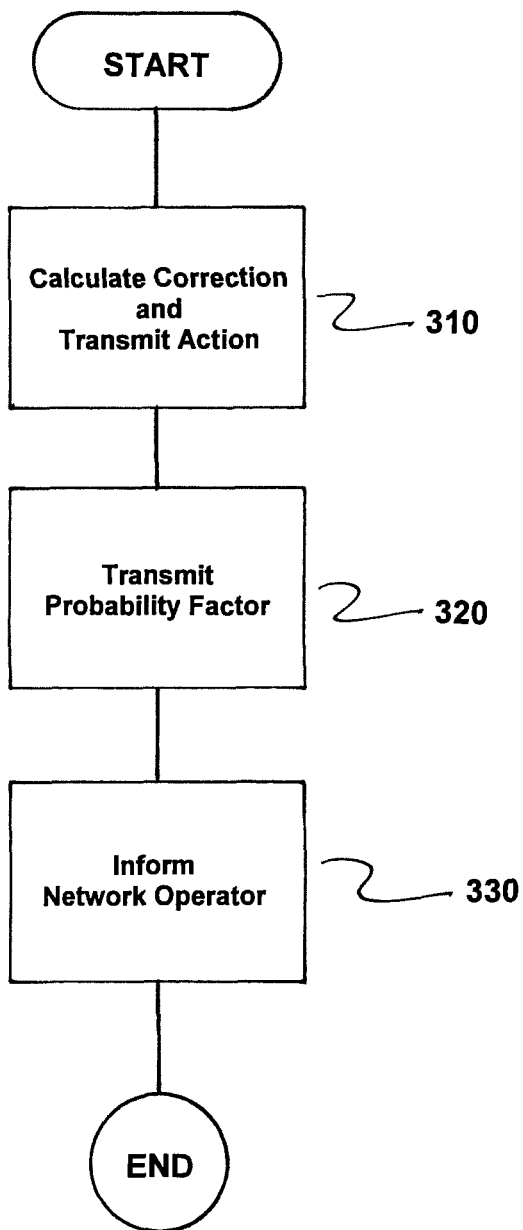 START
Calculate Correction
and
Transmit Action
310
Transmit
Probability Factor
320
Inform
Network Operator
330
END